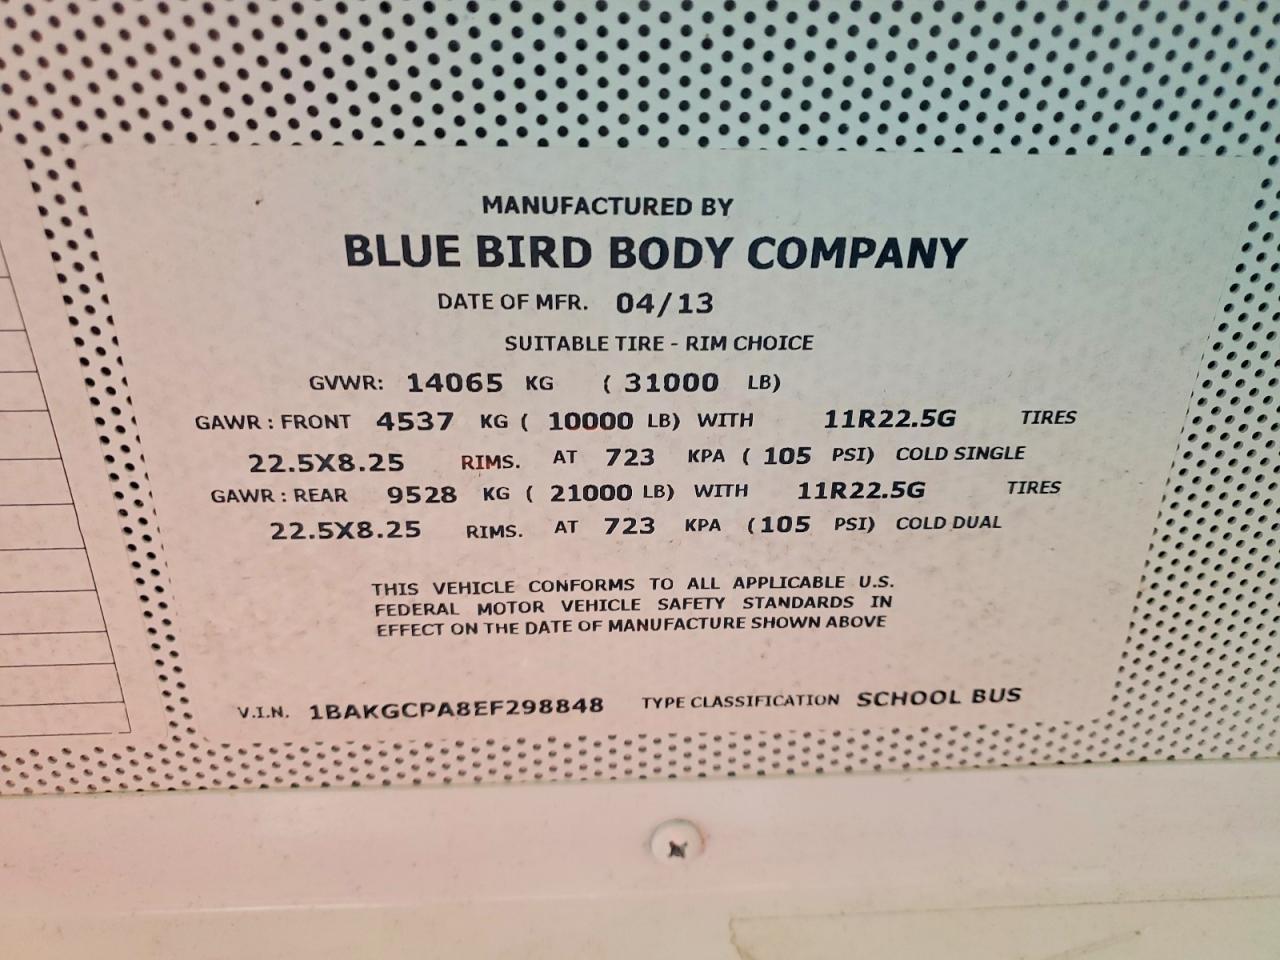 MANUFACTURED BY
BLUE BIRD BODY COMPANY
DATE OF MFR. 04/13
SUITABLE TIRE - RIM CHOICE
GVWR: 14065 KG ( 31000 LB)
GAWR : FRONT 4537 KG ( 10000 LB) WITH 11R22.5G TIRES
22.5X8.25 RIMS. AT 723 KPA ( 105 PSI) COLD SINGLE
GAWR : REAR 9528 KG ( 21000 LB) WITH 11R22.5G TIRES
22.5X8.25 RIMS. AT 723 KPA (105 PSI) COLD DUAL
THIS VEHICLE CONFORMS TO ALL APPLICABLE U.S.
FEDERAL MOTOR VEHICLE SAFETY STANDARDS IN
EFFECT ON THE DATE OF MANUFACTURE SHOWN ABOVE
V.I.N. 1BAKGCPA8EF298848 TYPE CLASSIFICATION SCHOOL BUS